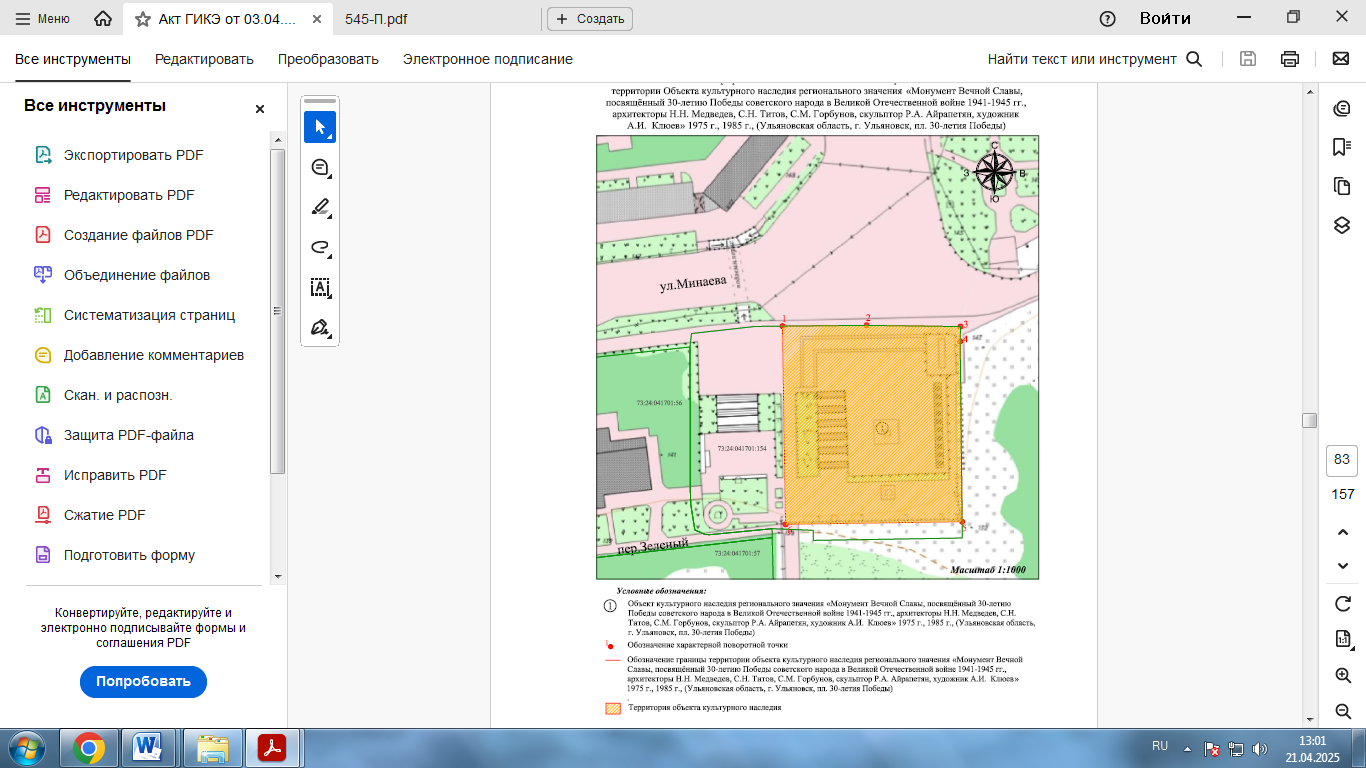 Меню
Акт ГИКЭ от 03.04....
545-П.pdf
Создать
Войти
Все инструменты
Редактировать
Преобразовать
Электронное подписание
Найти текст или инструмент
Все инструменты
Экспортировать PDF
Редактировать PDF
Создание файлов PDF
Объединение файлов
Систематизация страниц
Добавление комментариев
Скан. и распозн.
Защита PDF-файла
Исправить PDF
Сжатие PDF
Подготовить форму
Конвертируйте, редактируйте и
электронно подписывайте формы и
соглашения PDF
Попробовать
территории Объекта культурного наследия регионального значения «Монумент Вечной Славы,
посвящённый 30-летию Победы советского народа в Великой Отечественной войне 1941-1945 гг.,
архитекторы Н.Н. Медведев, С.Н. Титов, С.М. Горбунов, скульптор Р.А. Айрапетян, художник
А.И. Клюев» 1975 г., 1985 г., (Ульяновская область, г. Ульяновск, пл. 30-летия Победы)
С
З
В
Ю
ул.Минаева
1
2
3
4
73:24:041701:56
73:24:041701:154
1
5
пер.Зеленый
73:24:041701:57
Масштаб 1:1000
Условные обозначения:
1
Объект культурного наследия регионального значения «Монумент Вечной Славы, посвящённый 30-летию
Победы советского народа в Великой Отечественной войне 1941-1945 гг., архитекторы Н.Н. Медведев, С.Н.
Титов, С.М. Горбунов, скульптор Р.А. Айрапетян, художник А.И. Клюев» 1975 г., 1985 г., (Ульяновская область,
г. Ульяновск, пл. 30-летия Победы)
Обозначение характерной поворотной точки
Обозначение границы территории объекта культурного наследия регионального значения «Монумент Вечной
Славы, посвящённый 30-летию Победы советского народа в Великой Отечественной войне 1941-1945 гг.,
архитекторы Н.Н. Медведев, С.Н. Титов, С.М. Горбунов, скульптор Р.А. Айрапетян, художник А.И. Клюев»
1975 г., 1985 г., (Ульяновская область, г. Ульяновск, пл. 30-летия Победы)
Территория объекта культурного наследия
83
157
1:1
RU
13:01
21.04.2025